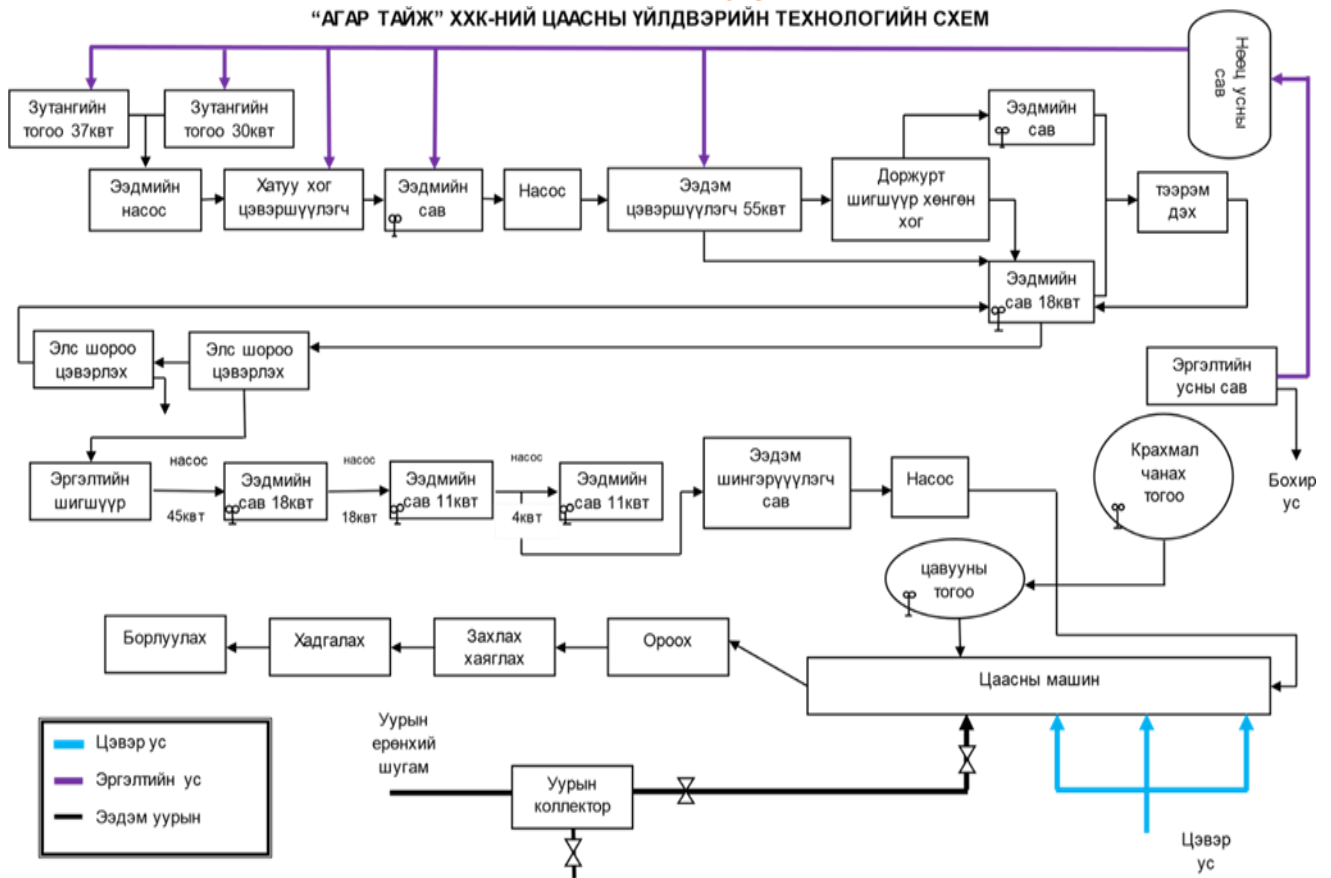 “АГАР ТАЙЖ” ХХК-НИЙ ЦААСНЫ ҮЙЛДВЭРИЙН ТЕХНОЛОГИЙН СХЕМ
Нөөц усны
сав
Зутангийн
тогоо 37квт
Зутангийн
тогоо 30квт
Ээдмийн
сав
Ээдмийн
насос
Хатуу хог
цэвэршүүлэгч
Ээдмийн
сав
Насос
Ээдэм
цэвэршүүлэгч 55квт
Доржурт
шигшүүр хөнгөн
хог
тээрэм
дэх
Ээдмийн
сав 18квт
Элс шороо
цэвэрлэх
Элс шороо
цэвэрлэх
Эргэлтийн
усны сав
Эргэлтийн
шигшүүр
насос
45квт
Ээдмийн
сав 18квт
насос
18квт
Ээдмийн
сав 11квт
насос
4квт
Ээдмийн
сав 11квт
Ээдэм
шингэрүүүлэгч
сав
Насос
Крахмал
чанах
тогоо
Бохир
ус
цавууны
тогоо
Борлуулах
Хадгалах
Захлах
хаяглах
Ороох
Цаасны машин
Цэвэр ус
Эргэлтийн ус
Ээдэм уурын
Уурын
ерөнхий
шугам
Уурын
коллектор
Цэвэр
ус